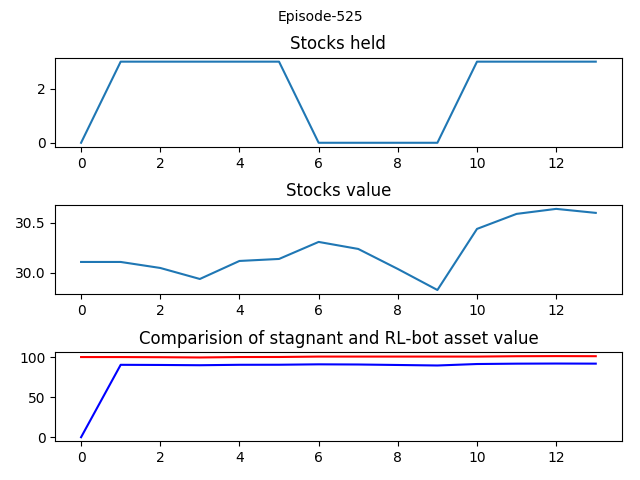 Episode-525
Stocks held
2
0
0 2 4 6 8 10 12
Stocks value
30.5
30.0
0 2 4 6 8 10 12
Comparision of stagnant and RL-bot asset value
100
50
0
0 2 4 6 8 10 12